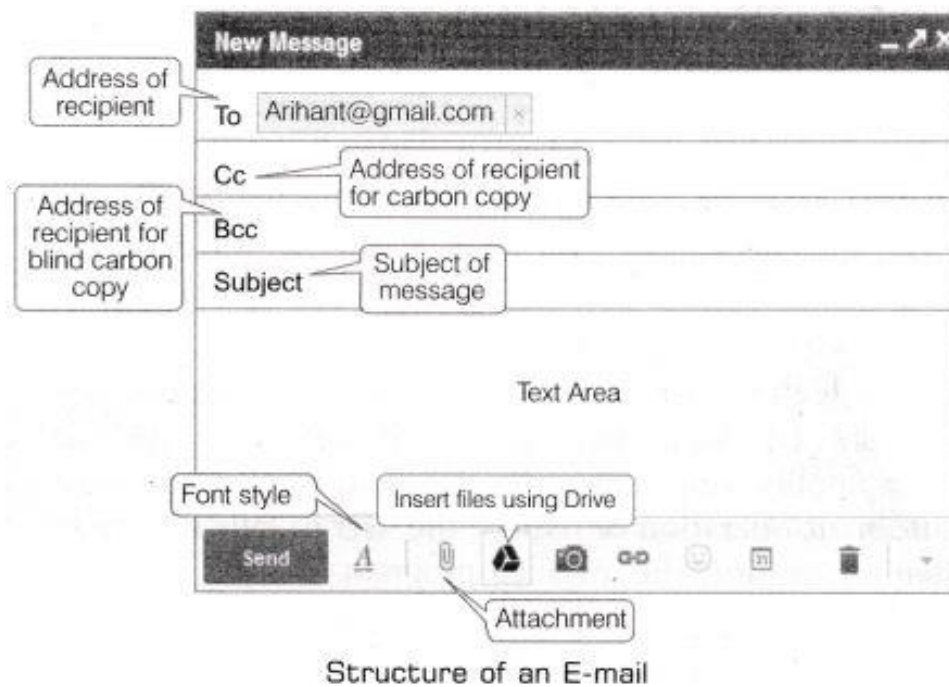 New Message
Address of
recipient
To Arihant@gmail.com ×
Cc
Address of recipient
for carbon copy
Address of
recipient for
blind carbon
copy
Bcc
Subject
Subject of
message
Text Area
Font style
Insert files using Drive
Send A 31
Attachment
Structure of an E-mail